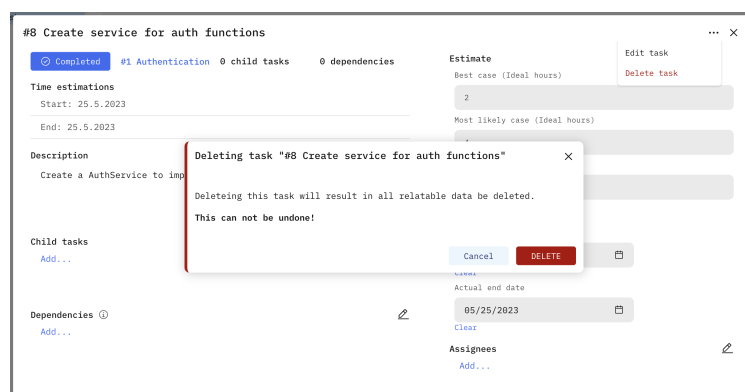 #8 Create service for auth functions
Completed #1 Authentication 0 child tasks 0 dependencies
Time estimations
Start: 25.5.2023
End: 25.5.2023
Description
Create a AuthService to imp
Child tasks
Add...
Dependencies
Add...
Edit task
Delete task
Estimate
Best case (Ideal hours)
2
Most likely case (Ideal hours)
Deleting task "#8 Create service for auth functions"
Deleteing this task will result in all relatable data be deleted.
This can not be undone!
Cancel DELETE
Clear
Actual end date
05/25/2023
Clear
Assignees
Add...